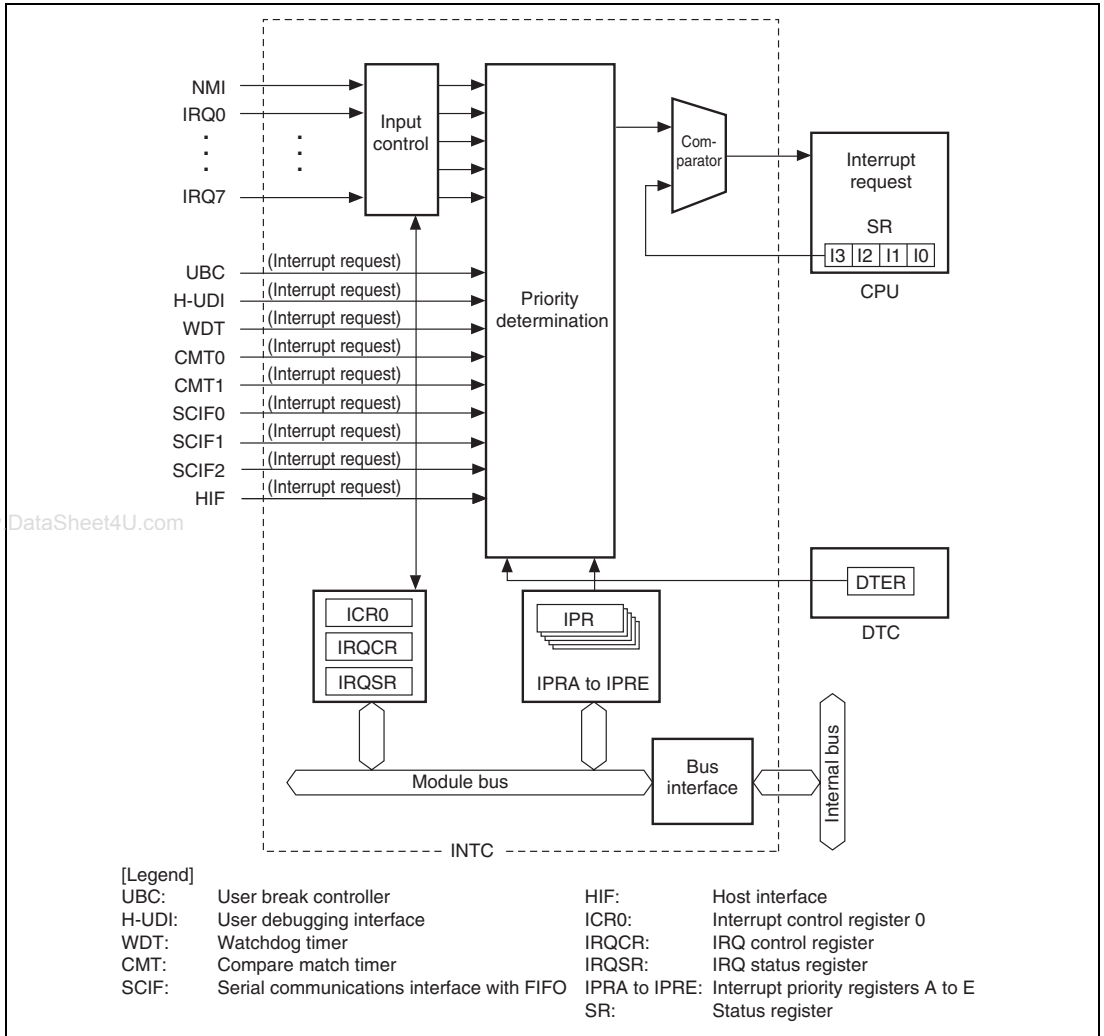 NMI
IRQ0
IRQ7
Input
control
UBC
H-UDI
WDT
CMT0
CMT1
SCIF0
SCIF1
SCIF2
HIF
(Interrupt request)
(Interrupt request)
(Interrupt request)
(Interrupt request)
(Interrupt request)
(Interrupt request)
(Interrupt request)
(Interrupt request)
(Interrupt request)
Priority
determination
Com-
parator
Interrupt
request
SR
I3 I2 I1 I0
CPU
.DataSheet4U.com
DTER
DTC
ICR0
IRQCR
IRQSR
IPR
IPRA to IPRE
Module bus
Bus
interface
Internal bus
INTC
[Legend]
UBC: User break controller
H-UDI: User debugging interface
WDT: Watchdog timer
CMT: Compare match timer
SCIF: Serial communications interface with FIFO
HIF: Host interface
ICR0: Interrupt control register 0
IRQCR: IRQ control register
IRQSR: IRQ status register
IPRA to IPRE: Interrupt priority registers A to E
SR: Status register